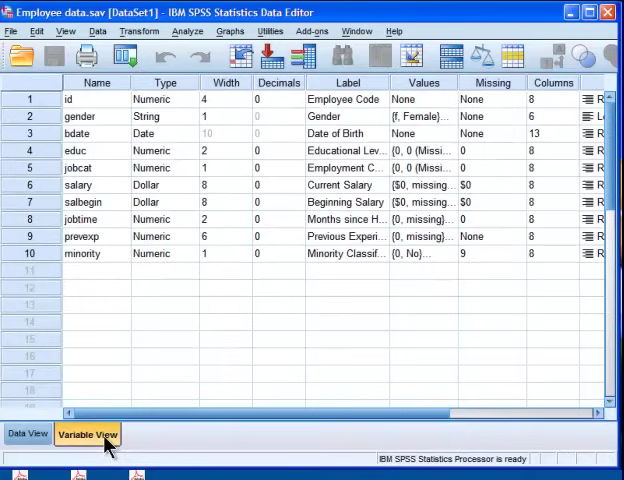 Employee data.sav [DataSet1] - IBM SPSS Statistics Data Editor
File Edit View Data Transform Analyze Graphs Utilities Add-ons Window Help
Name Type Width Decimals Label Values Missing Columns
1 id Numeric 4 0 Employee Code None None 8 R
2 gender String 1 0 Gender {f, Female}... None 6 L
3 bdate Date 10 0 Date of Birth None None 13 R
4 educ Numeric 2 0 Educational Lev... {0, 0 (Missi... 0 8 R
5 jobcat Numeric 1 0 Employment C... {0, 0 (Missi... 0 8 R
6 salary Dollar 8 0 Current Salary {$0, missing... $0 8 R
7 salbegin Dollar 8 0 Beginning Salary {$0, missing... $0 8 R
8 jobtime Numeric 2 0 Months since H... {0, missing}... 0 8 R
9 prevexp Numeric 6 0 Previous Experi... {0, missing}... None 8 R
10 minority Numeric 1 0 Minority Classif... {0, No}... 9 8 R
11
12
13
14
15
16
17
18
Data View Variable View
IBM SPSS Statistics Processor is ready